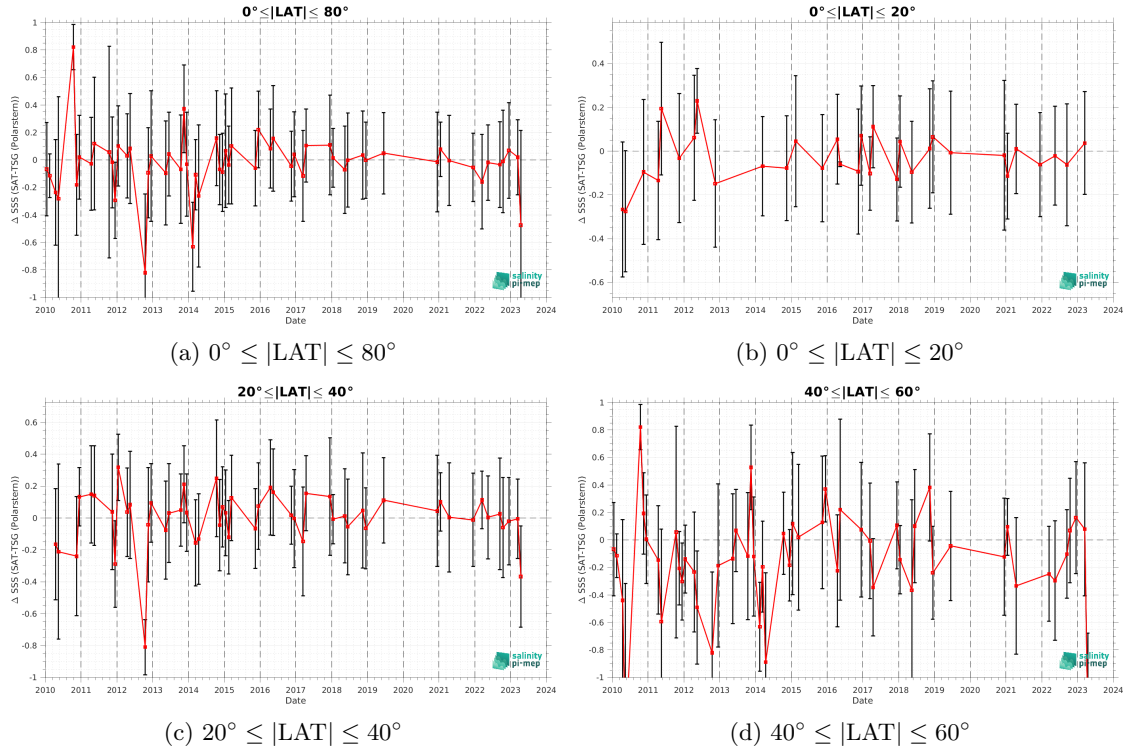 0°≤|LAT|≤ 80°
1
0.8
0.6
0.4
0.2
0
-0.2
-0.4
-0.6
-0.8
-1
Δ SSS (SAT-TSG (Polarstern))
2010 2011 2012 2013 2014 2015 2016 2017 2018 2019 2020 2021 2022 2023 2024
Date
salinity
pi-mep
(a) 0° ≤ |LAT| ≤ 80°
0°≤|LAT|≤ 20°
0.4
0.2
0
-0.2
-0.4
-0.6
Δ SSS (SAT-TSG (Polarstern))
2010 2011 2012 2013 2014 2015 2016 2017 2018 2019 2020 2021 2022 2023 2024
Date
salinity
pi-mep
(b) 0° ≤ |LAT| ≤ 20°
20°≤|LAT|≤ 40°
0.6
0.4
0.2
0
-0.2
-0.4
-0.6
-0.8
-1
Δ SSS (SAT-TSG (Polarstern))
2010 2011 2012 2013 2014 2015 2016 2017 2018 2019 2020 2021 2022 2023 2024
Date
salinity
pi-mep
(c) 20° ≤ |LAT| ≤ 40°
40°≤|LAT|≤ 60°
1
0.8
0.6
0.4
0.2
0
-0.2
-0.4
-0.6
-0.8
-1
Δ SSS (SAT-TSG (Polarstern))
2010 2011 2012 2013 2014 2015 2016 2017 2018 2019 2020 2021 2022 2023 2024
Date
salinity
pi-mep
(d) 40° ≤ |LAT| ≤ 60°